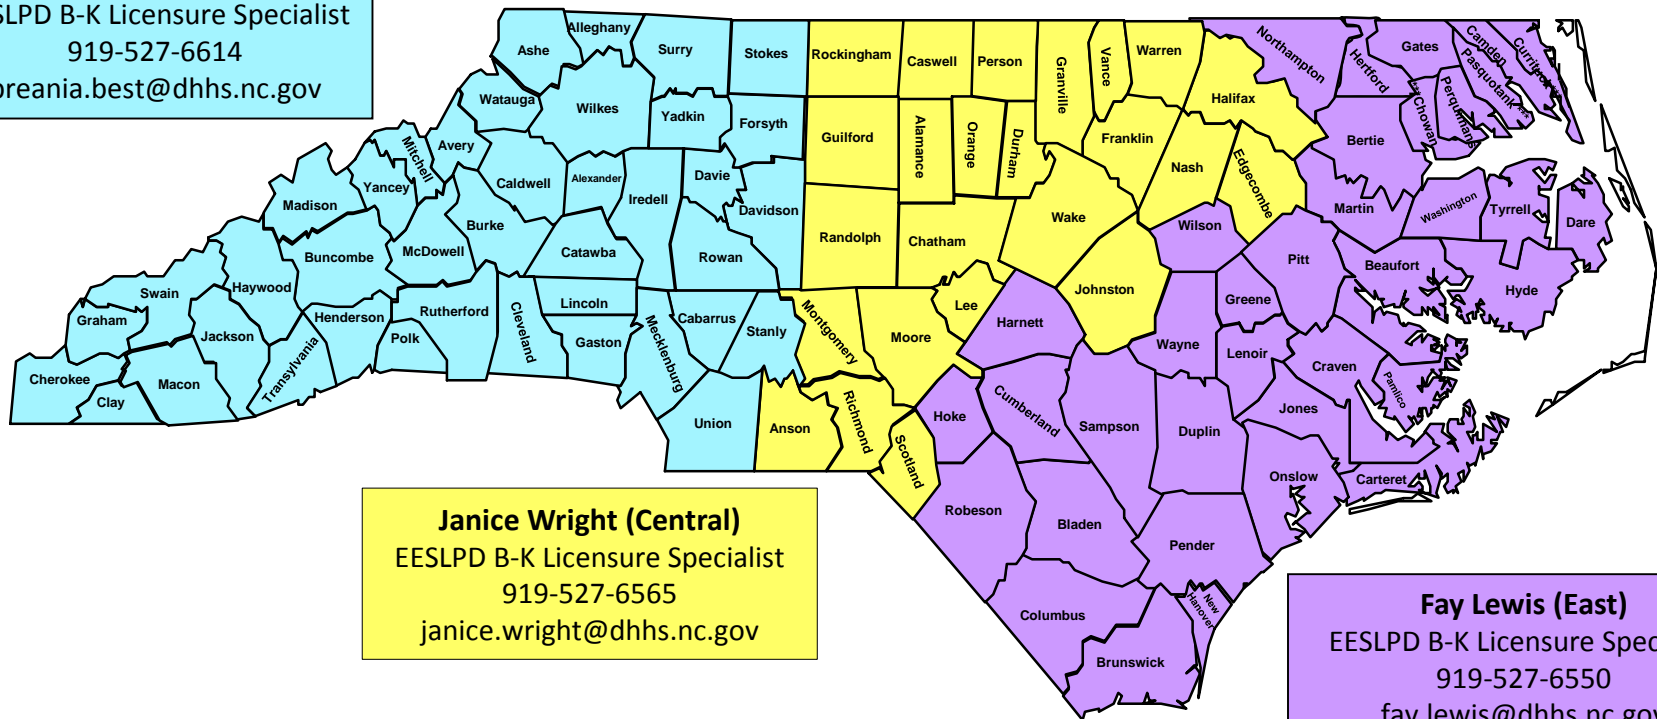 SLPD B-K Licensure Specialist
919-527-6614
breania.best@dhhs.nc.gov
Ashe
Alleghany
Surry
Stokes
Rockingham
Caswell
Person
Granville
Vance
Warren
Northampton
Hertford
Gates
Camden
Pasquotank
Currituck
Perquimans
Chowan
Watauga
Wilkes
Yadkin
Forsyth
Guilford
Alamance
Orange
Durham
Franklin
Halifax
Nash
Edgecombe
Bertie
Mitchell
Avery
Yancey
Caldwell
Alexander
Iredell
Davie
Davidson
Madison
Burke
McDowell
Buncombe
Catawba
Rowan
Randolph
Chatham
Wake
Wilson
Martin
Washington
Tyrrell
Dare
Pitt
Beaufort
Hyde
Swain
Haywood
Graham
Jackson
Henderson
Rutherford
Polk
Cleveland
Lincoln
Gaston
Mecklenburg
Cabarrus
Stanly
Montgomery
Moore
Lee
Harnett
Johnston
Greene
Wayne
Lenoir
Craven
Pamlico
Cherokee
Clay
Macon
Transylvania
Union
Anson
Richmond
Scotland
Hoke
Cumberland
Sampson
Duplin
Jones
Onslow
Carteret
Robeson
Bladen
Pender
Columbus
New
Hanover
Brunswick
Janice Wright (Central)
EESLPD B-K Licensure Specialist
919-527-6565
janice.wright@dhhs.nc.gov
Fay Lewis (East)
EESLPD B-K Licensure Spec
919-527-6550
fay.lewis@dhhs.nc.gov